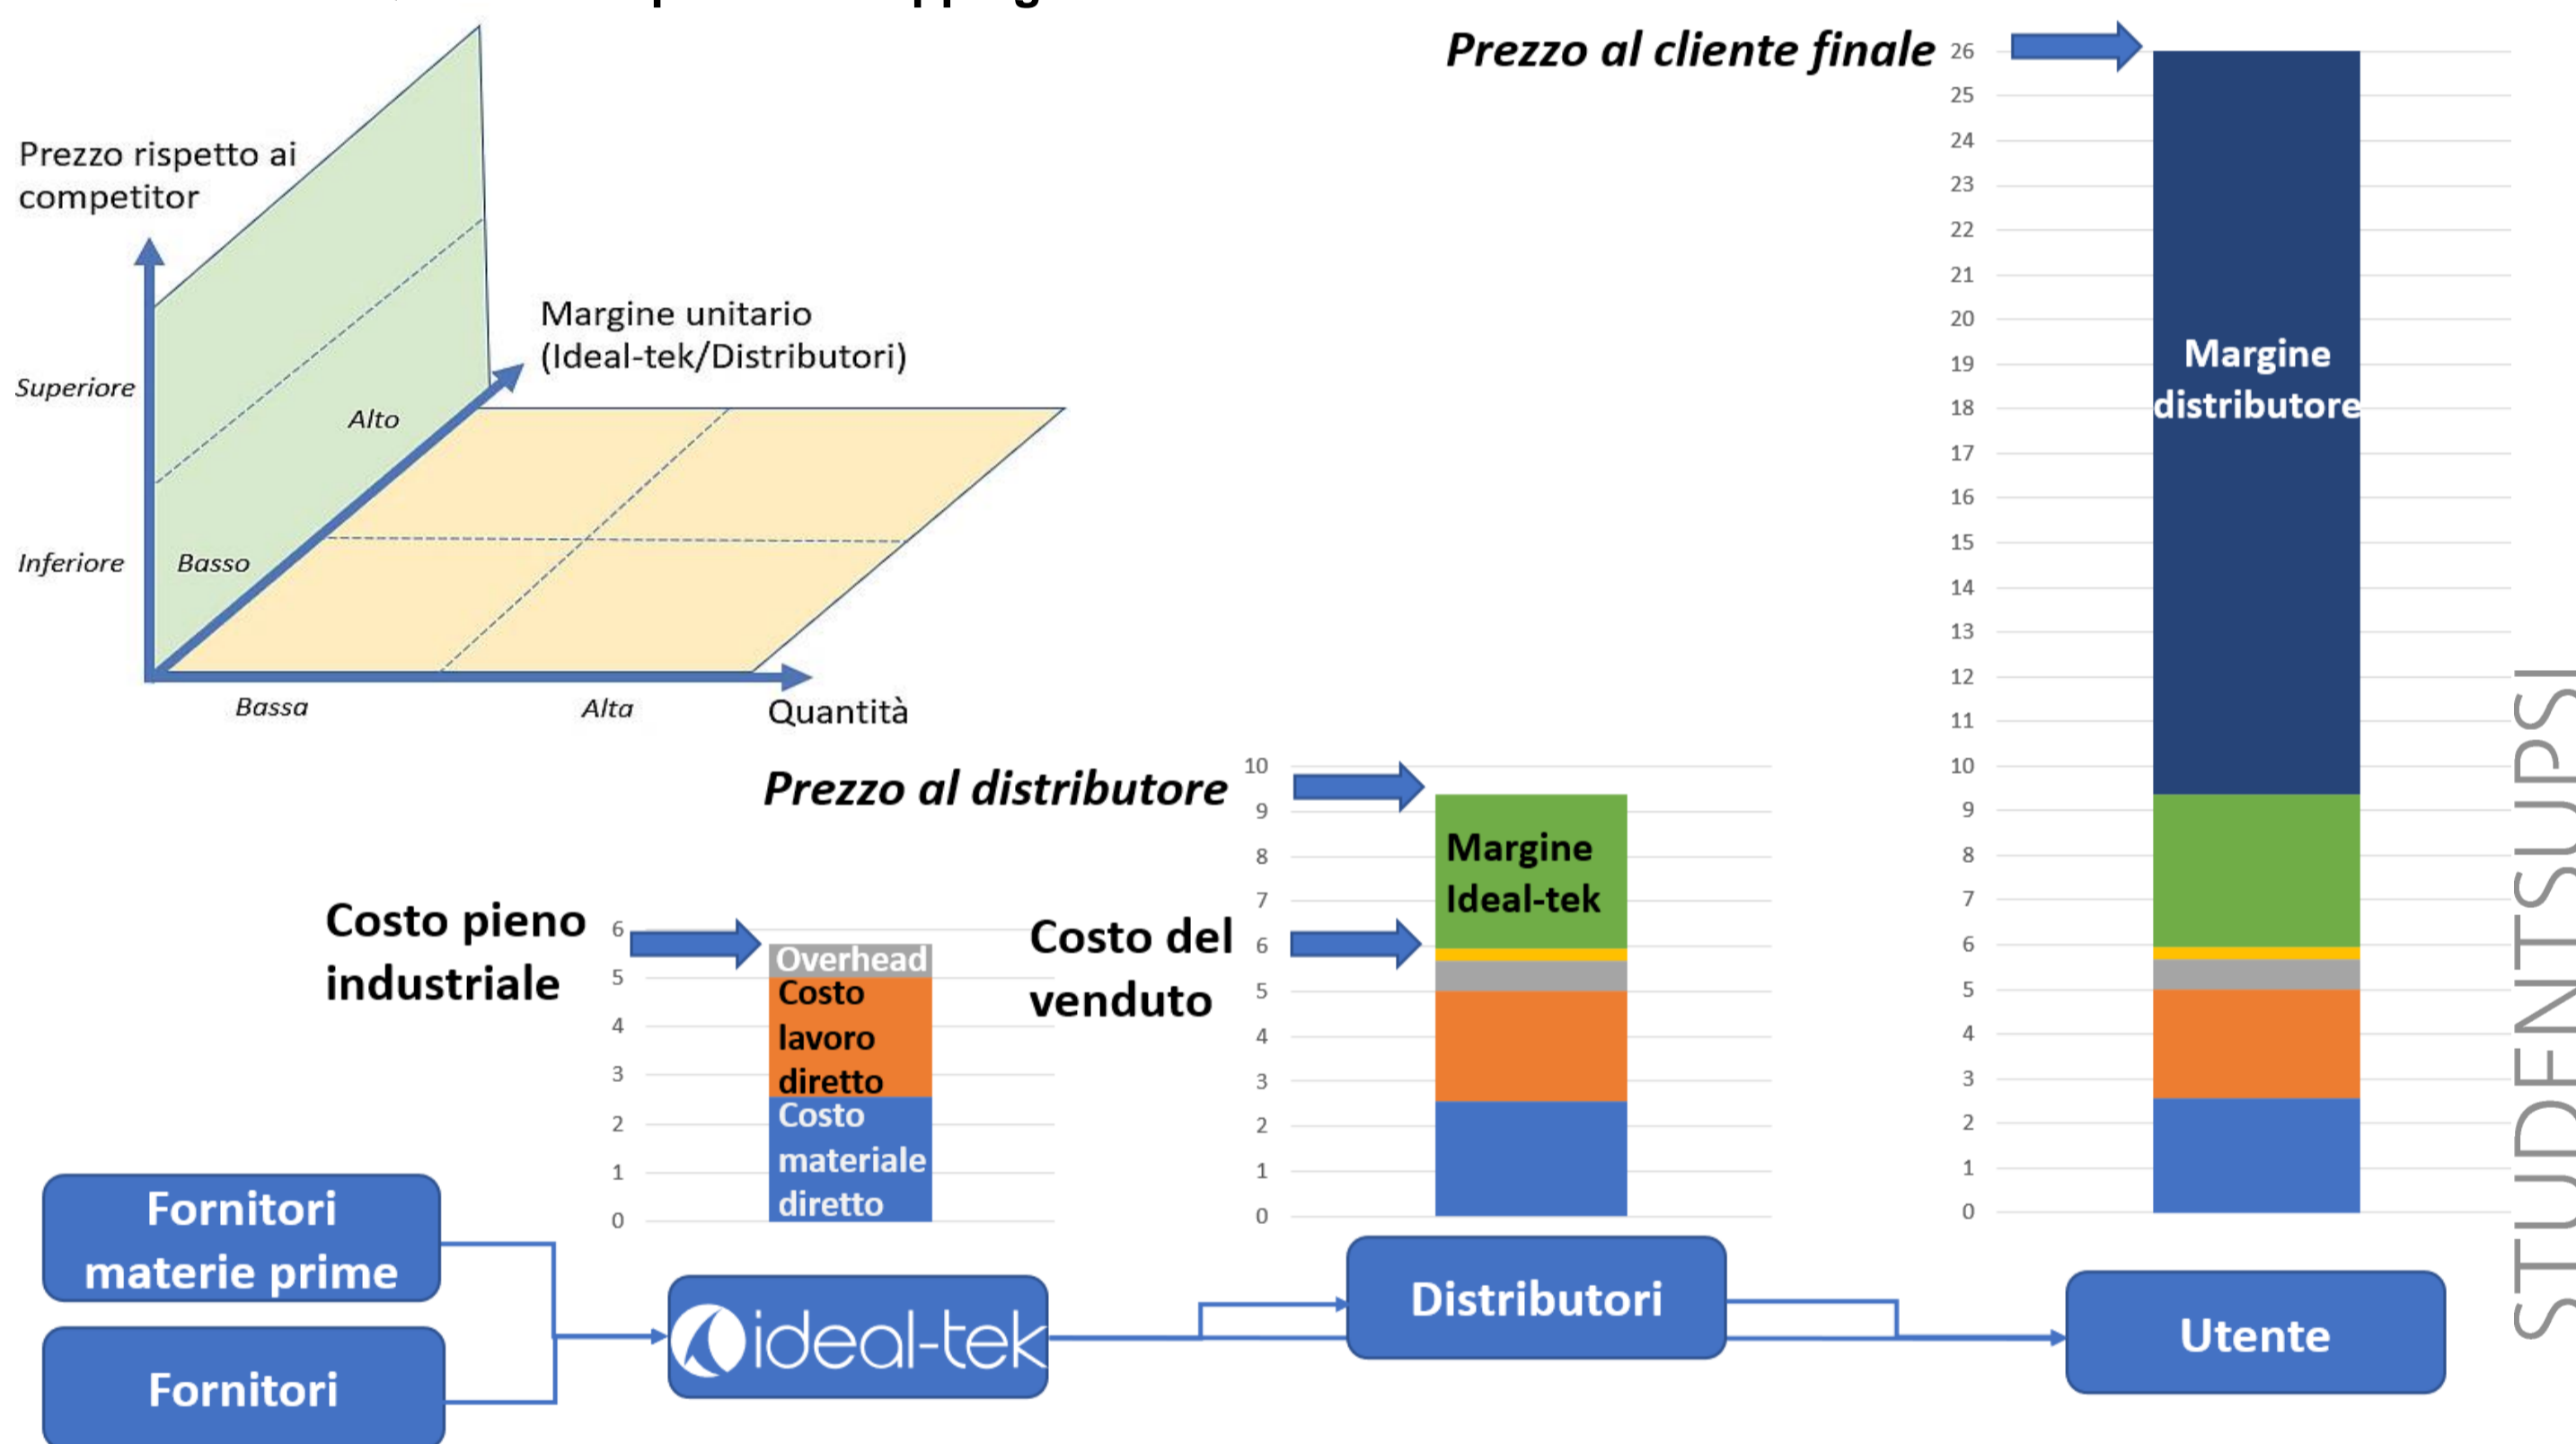 Prezzo rispetto ai
competitor
Superiore
Inferiore
Alto
Basso
Margine unitario
(Ideal-tek/Distributori)
Bassa
Alta
Quantità
Prezzo al cliente finale
26
25
24
23
22
21
20
19
18
17
16
15
14
13
12
11
10
9
8
7
6
5
4
3
2
1
0
Margine
distributore
Prezzo al distributore
10
9
8
7
6
5
4
3
2
1
0
Margine
Ideal-tek
Costo del
venduto
Costo pieno
industriale
6
5
4
3
2
1
0
Overhead
Costo
lavoro
diretto
Costo
materiale
diretto
Fornitori
materie prime
Fornitori
ideal-tek
Distributori
Utente
STUDENTSUPSI